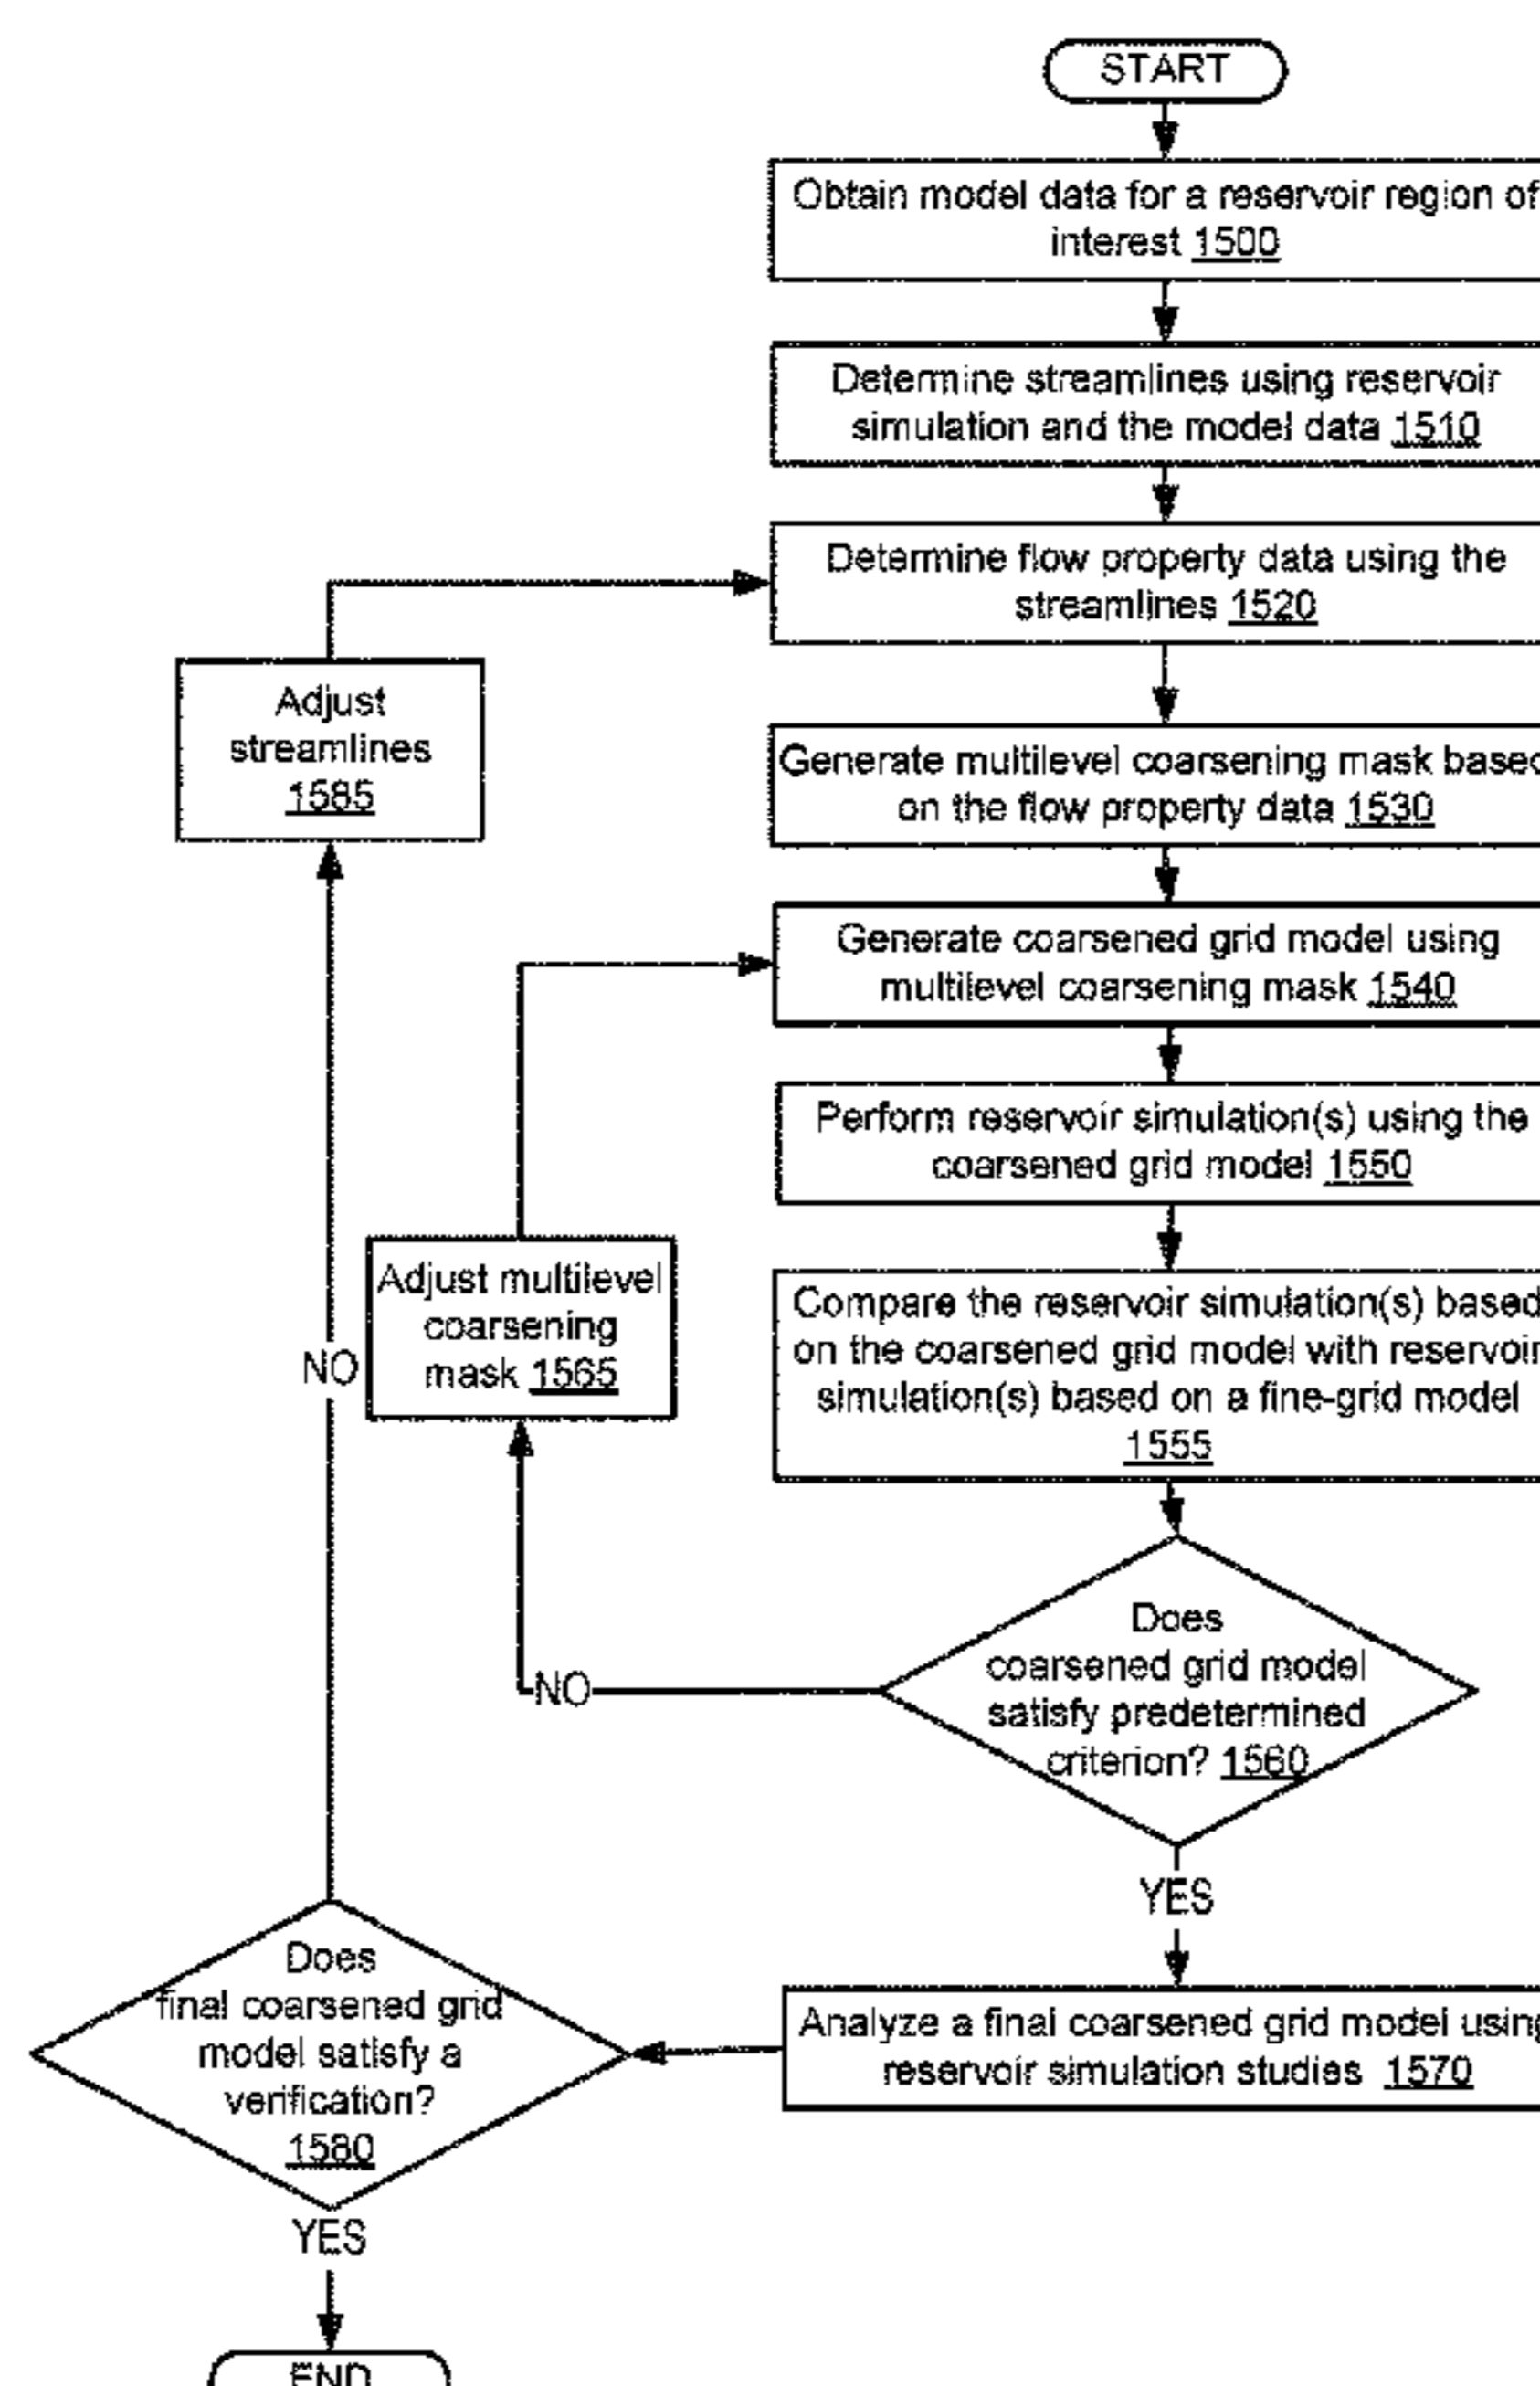 START
Obtain model data for a reservoir region of
interest 1500
Determine streamlines using reservoir
simulation and the model data 1510
Determine flow property data using the
streamlines 1520
Adjust
streamlines
1585
Generate multilevel coarsening mask based
on the flow property data 1530
Generate coarsened grid model using
multilevel coarsening mask 1540
Perform reservoir simulation(s) using the
coarsened grid model 1550
Adjust multilevel
coarsening
mask 1565
Compare the reservoir simulation(s) based
on the coarsened grid model with reservoir
simulation(s) based on a fine-grid model
1555
NO
Does
coarsened grid model
satisfy predetermined
criterion? 1560
NO
YES
Analyze a final coarsened grid model using
reservoir simulation studies 1570
Does
final coarsened grid
model satisfy a
verification?
1580
YES
END